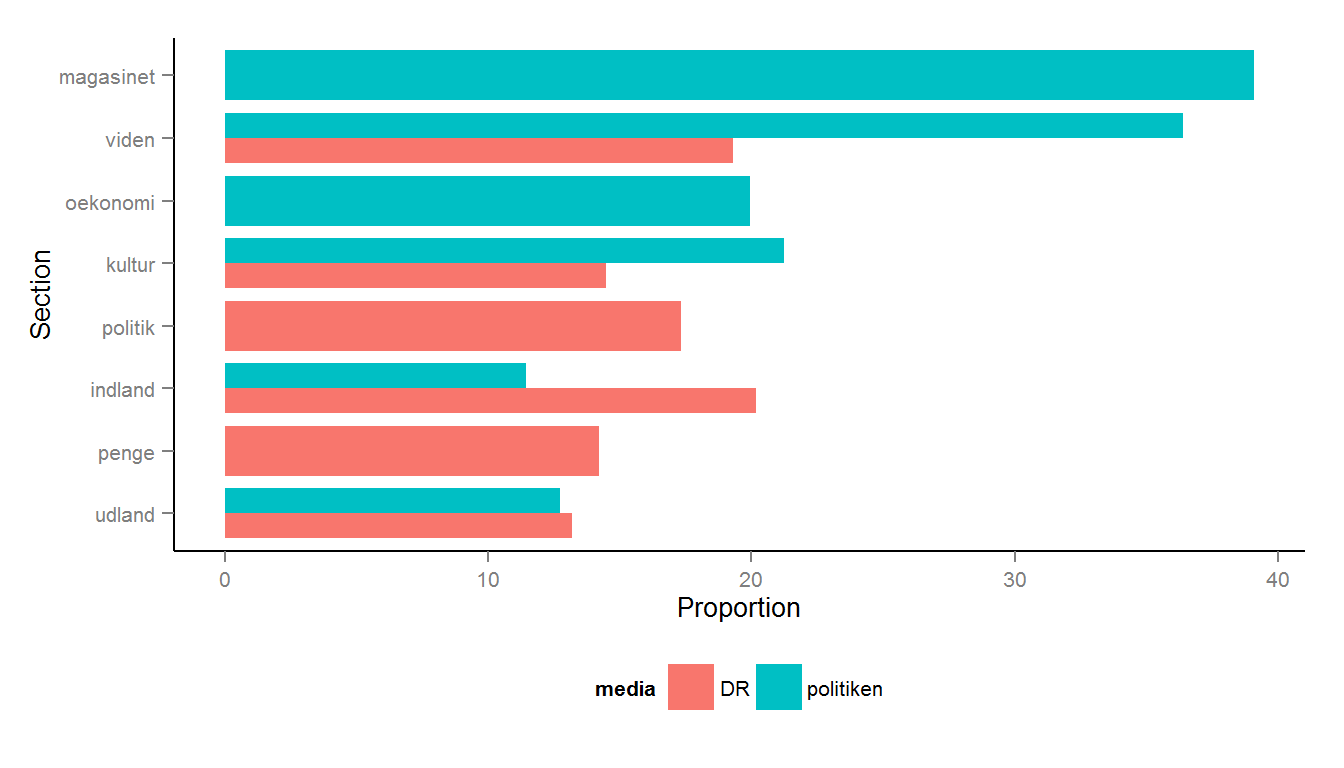 magasinet
viden
oekonomi
kultur
politik
indland
penge
udland
Section
0 10 20 30 40
Proportion
media DR politiken